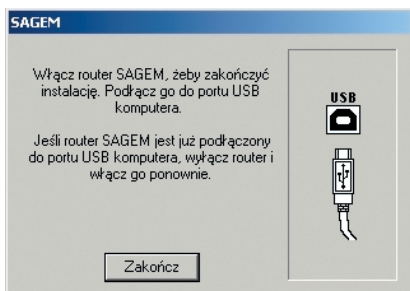 SAGEM
Włącz router SAGEM, żeby zakończyć
instalację. Podłącz go do portu USB
komputera.
Jeśli router SAGEM jest już podłączony
do portu USB komputera, wyłącz router i
włącz go ponownie.
USB
Zakończ